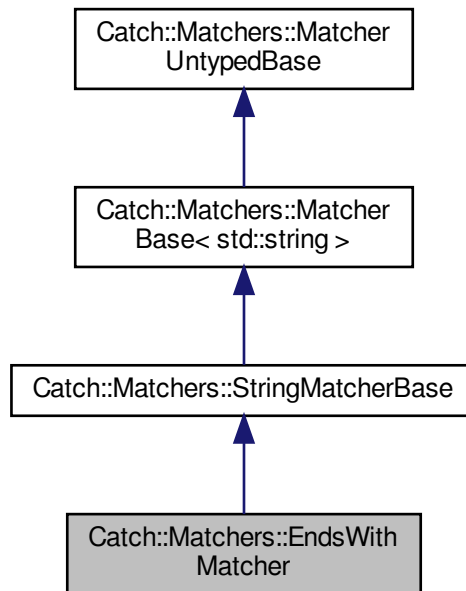 Catch::Matchers::Matcher
UntypedBase
Catch::Matchers::Matcher
Base< std::string >
Catch::Matchers::StringMatcherBase
Catch::Matchers::EndsWith
Matcher